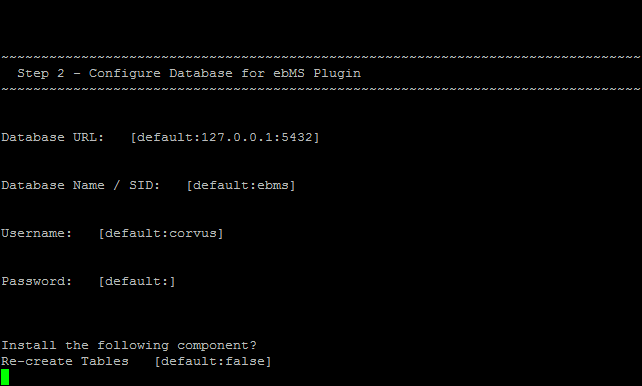 ~~~~~~~~~~~~~~~~~~~~~~~~~~~~~~~~~~~~~~~~~~~~~~~~~~~~~~~~~~~~~~~~~~~~~~~~~~~~~~~~
Step 2 - Configure Database for ebMS Plugin
~~~~~~~~~~~~~~~~~~~~~~~~~~~~~~~~~~~~~~~~~~~~~~~~~~~~~~~~~~~~~~~~~~~~~~~~~~~~~~~~
Database URL:   [default:127.0.0.1:5432]
Database Name / SID:   [default:ebms]
Username:   [default:corvus]
Password:   [default:]
Install the following component?
Re-create Tables   [default:false]